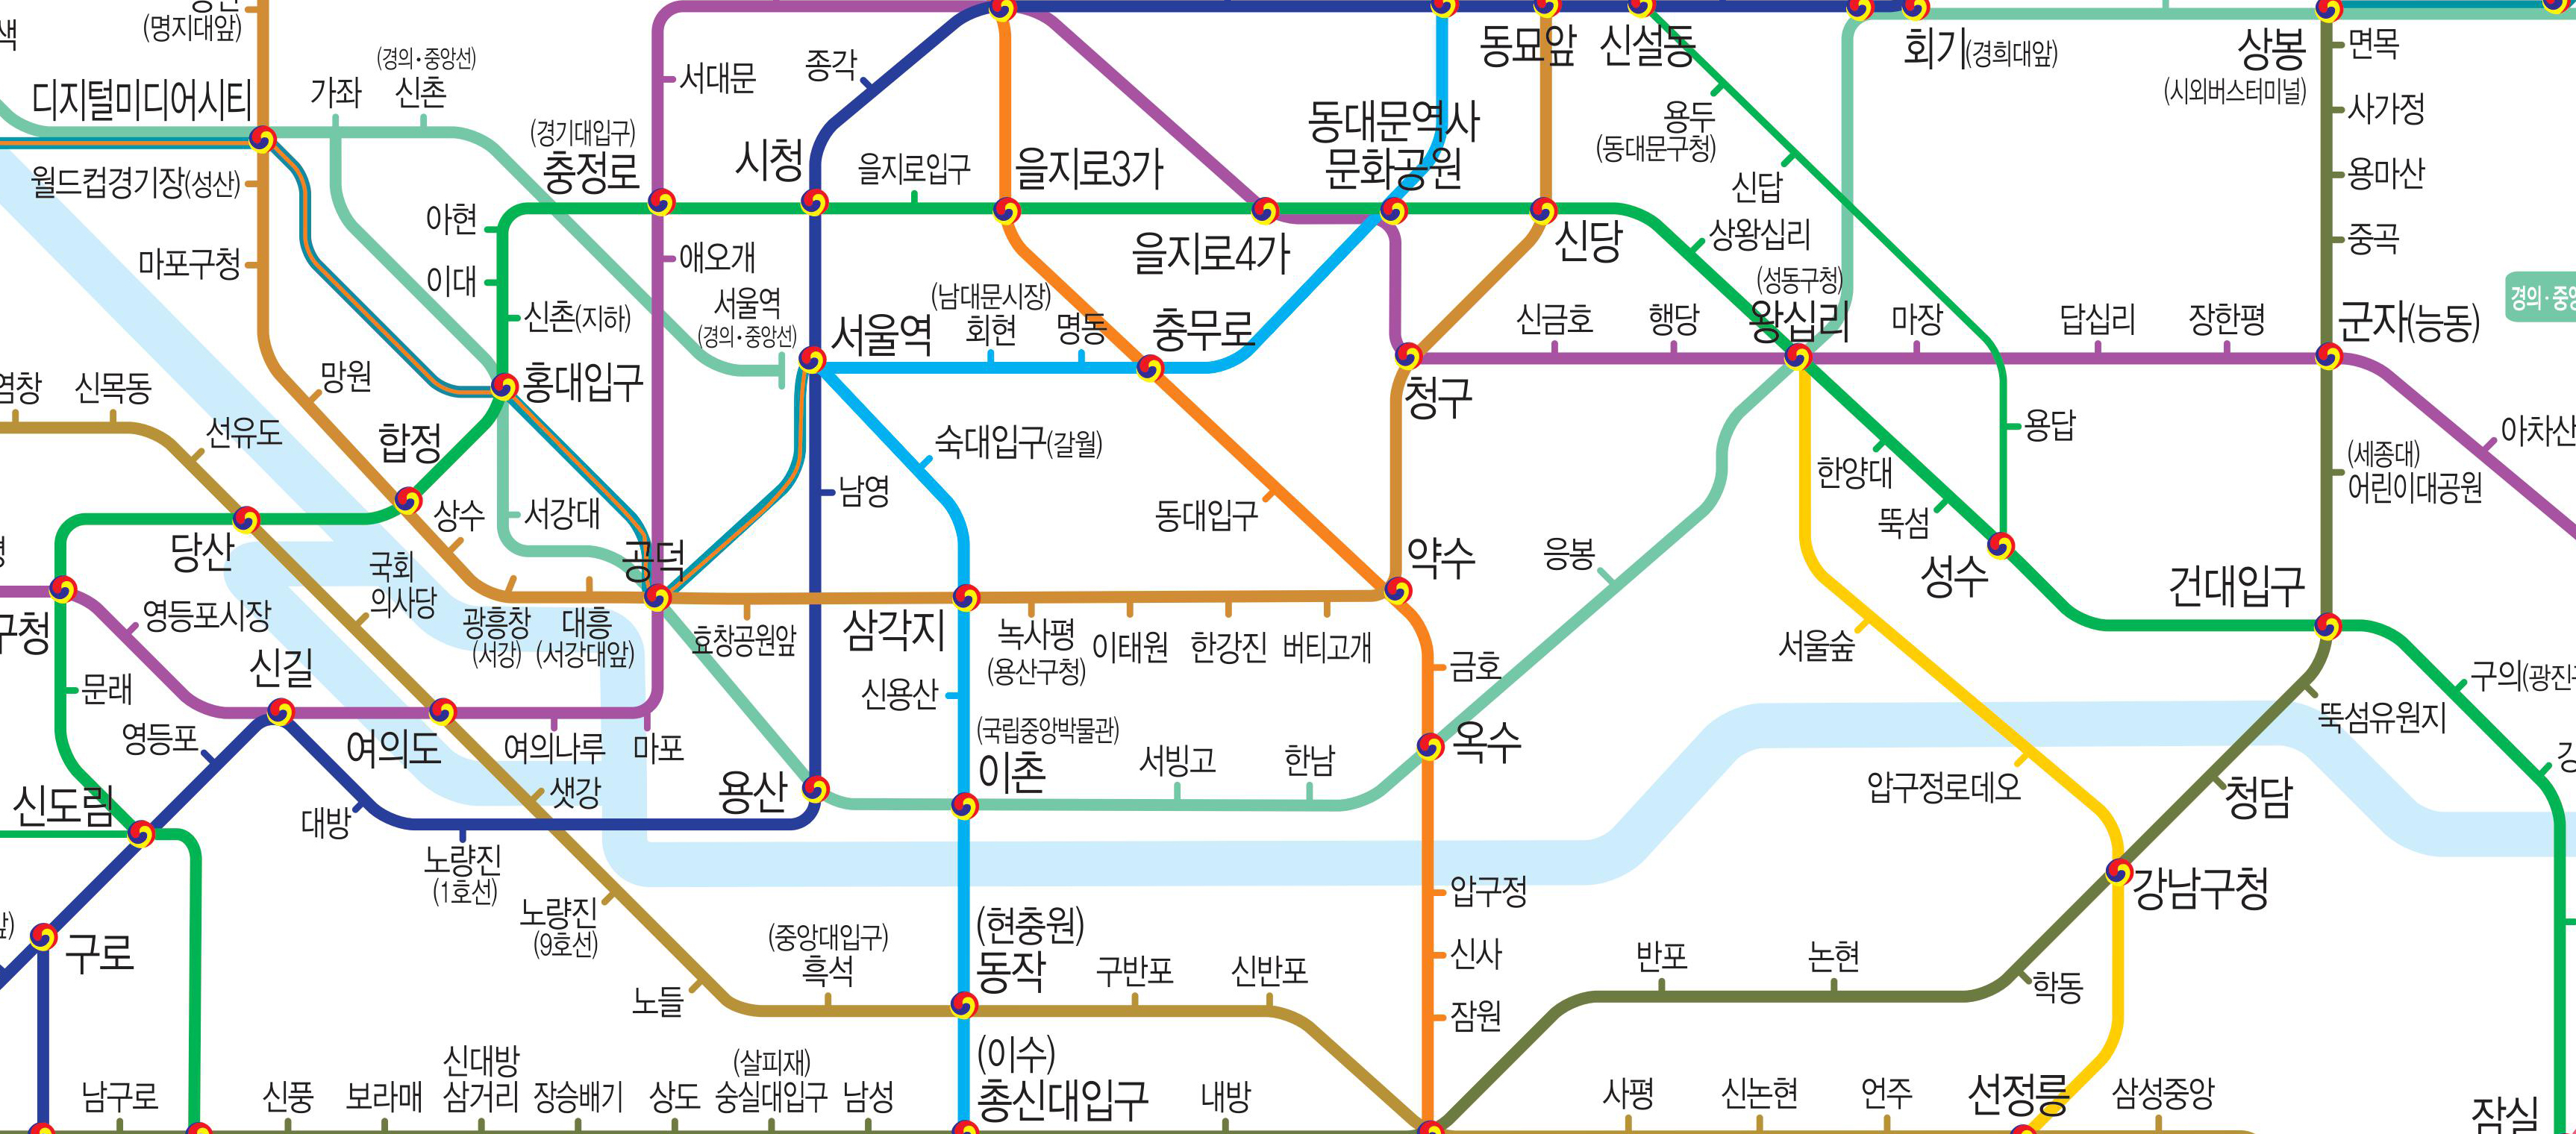 (명지대앞)
색
디지털미디어시티
가좌
(경의·중앙선)
신촌
월드컵경기장(성산)
마포구청
망원
서대문
종각
(경기대입구)
충정로
시청
을지로입구
을지로3가
을지로4가
동대문역사
문화공원
동묘앞
신설동
용두
(동대문구청)
신답
회기(경희대앞)
상봉
(시외버스터미널)
면목
사가정
용마산
중곡
경의·중앙
아현
이대
신촌(지하)
홍대입구
애오개
서울역
(경의·중앙선)
서울역
(남대문시장)
회현
명동
충무로
신당
상왕십리
(성동구청)
왕십리
신금호
행당
마장
답십리
장한평
군자(능동)
아차산
청구
염창
신목동
선유도
합정
상수
서강대
숙대입구(갈월)
남영
동대입구
약수
응봉
한양대
뚝섬
용답
성수
(세종대)
어린이대공원
건대입구
구의(광진구
뚝섬유원지
당산
국회
의사당
광흥창
(서강)
대흥
(서강대앞)
공덕
효창공원앞
삼각지
녹사평
(용산구청)
이태원
한강진
버티고개
금호
서울숲
구청
영등포시장
문래
신길
영등포
여의도
여의나루
마포
샛강
신용산
(국립중앙박물관)
이촌
서빙고
한남
옥수
압구정로데오
청담
강
신도림
대방
노량진
(1호선)
용산
노량진
(9호선)
노들
(중앙대입구)
흑석
(현충원)
동작
구반포
신반포
압구정
신사
잠원
반포
논현
학동
강남구청
구로
남구로
신풍
보라매
신대방
삼거리
장승배기
상도
(살피재)
숭실대입구
남성
(이수)
총신대입구
내방
사평
신논현
언주
선정릉
삼성중앙
잠실